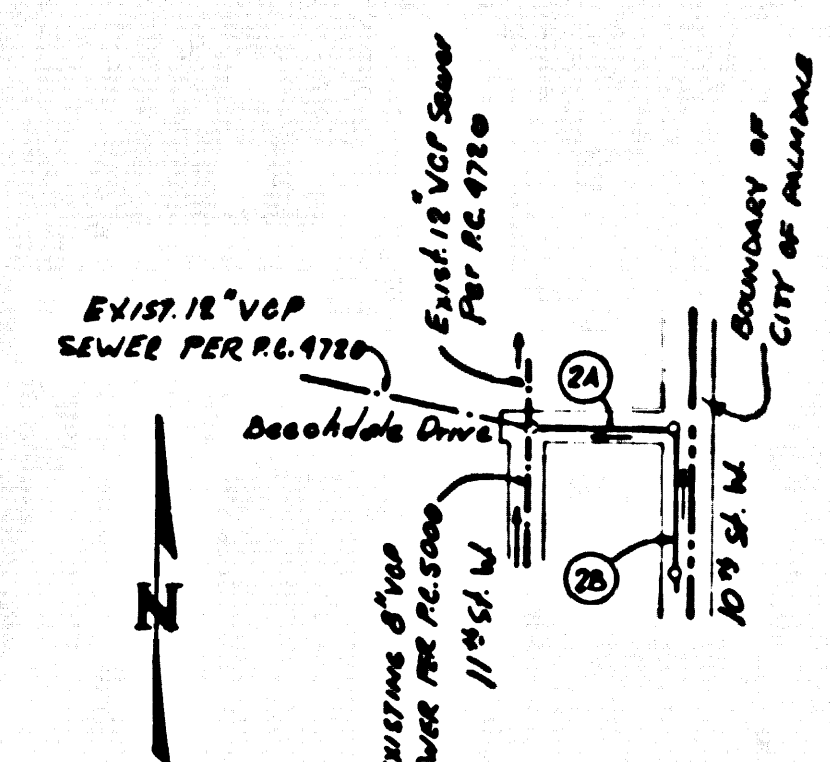 EXIST. 12" VCP
SEWER PER P.C. 4720
Exist. 12" VCP Sewer
Per P.C. 4720
BOUNDARY OF
CITY OF PALMDALE
2A
Beechdale Drive
2B
10th St. W.
11th St. W
EXISTING 8" VCP
SEWER PER P.C. 5000
N